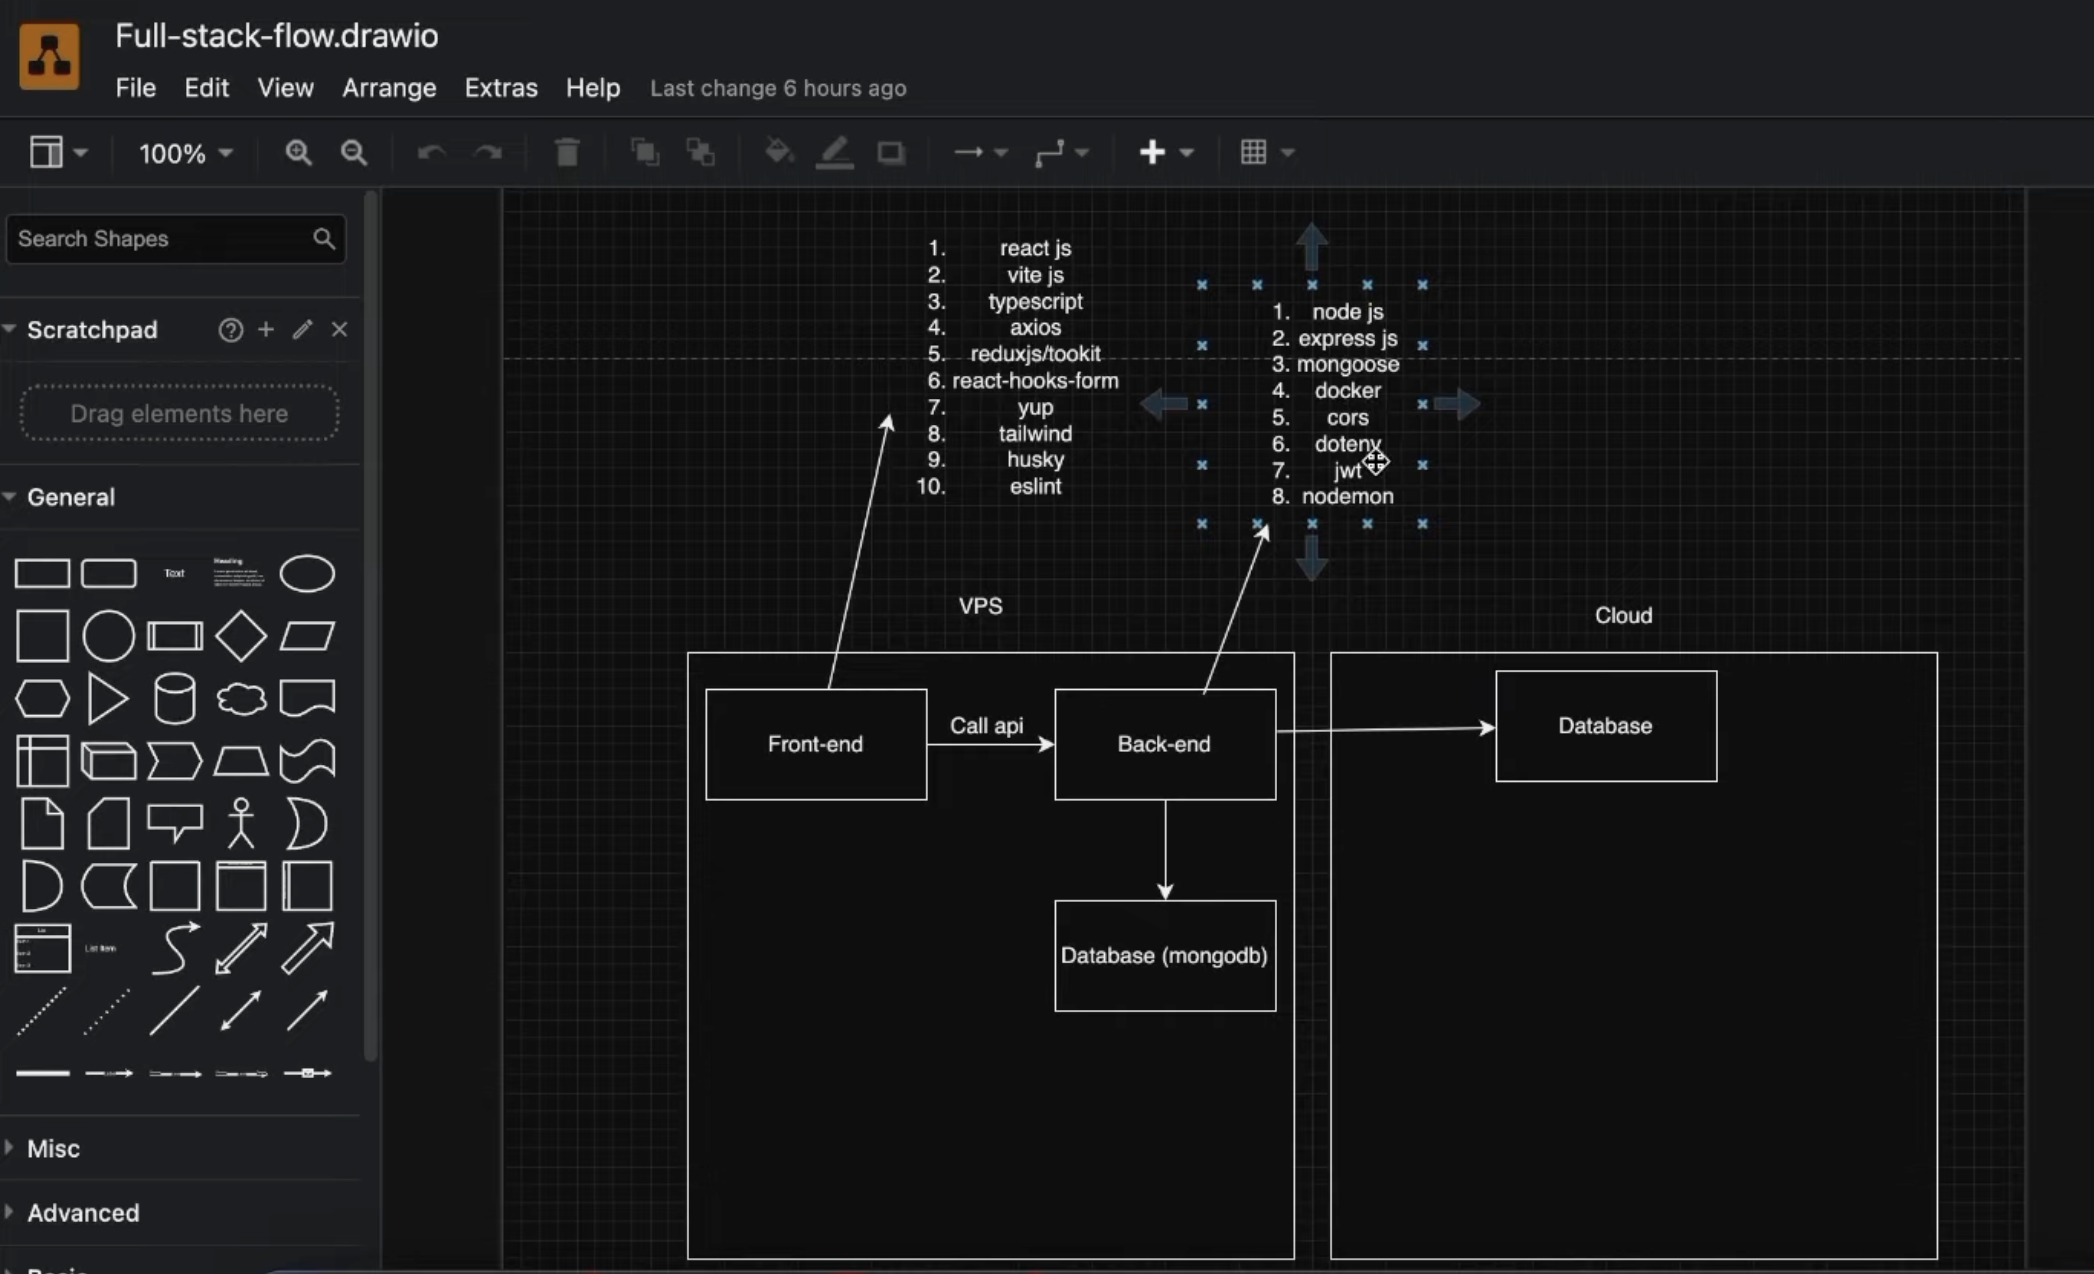 Full-stack-flow.drawio
File Edit View Arrange Extras Help Last change 6 hours ago
100%
Search Shapes
Scratchpad
Drag elements here
General
Heading
Text
List
List Item
Misc
Advanced
1. react js
2. vite js
3. typescript
4. axios
5. reduxjs/tookit
6. react-hooks-form
7. yup
8. tailwind
9. husky
10. eslint
1. node js
2. express js
3. mongoose
4. docker
5. cors
6. dotenv
7. jwt
8. nodemon
VPS
Cloud
Front-end
Call api
Back-end
Database
Database (mongodb)